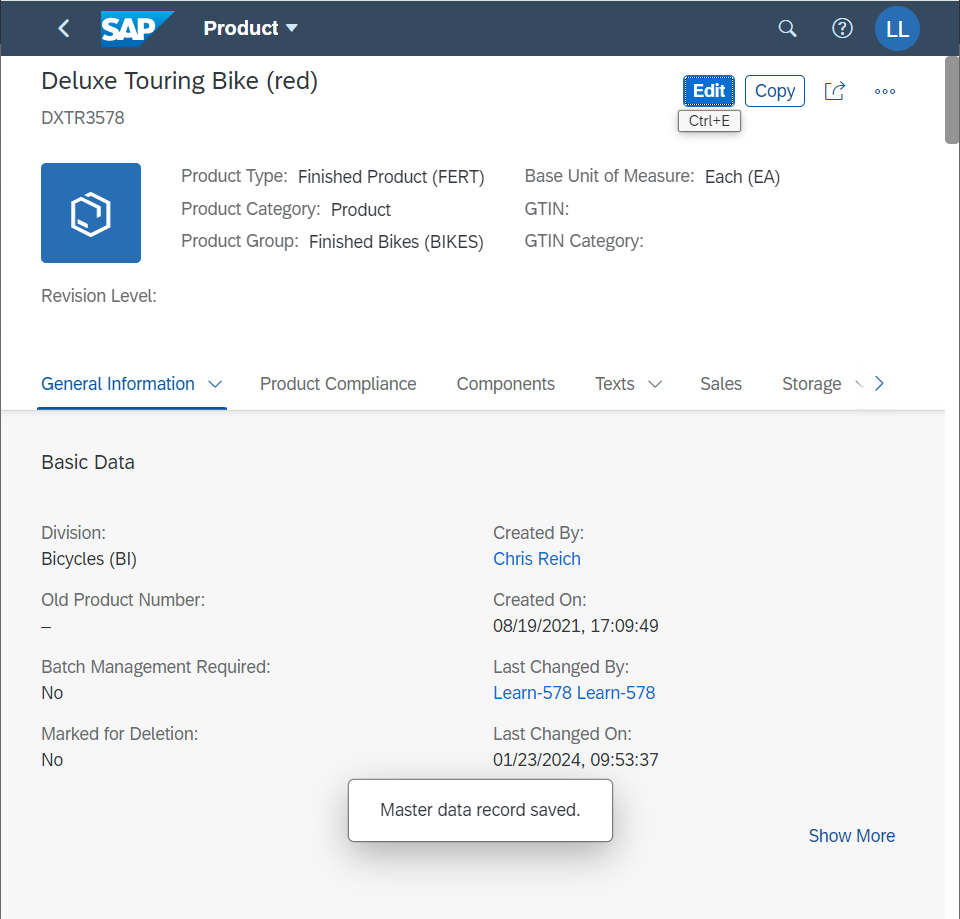 SAP Product LL
Deluxe Touring Bike (red)
DXTR3578
Edit Copy
Ctrl+E
Product Type: Finished Product (FERT) Base Unit of Measure: Each (EA)
Product Category: Product GTIN:
Product Group: Finished Bikes (BIKES) GTIN Category:
Revision Level:
General Information Product Compliance Components Texts Sales Storage
Basic Data
Division: Created By:
Bicycles (BI) Chris Reich
Old Product Number: Created On:
– 08/19/2021, 17:09:49
Batch Management Required: Last Changed By:
No Learn-578 Learn-578
Marked for Deletion: Last Changed On:
No 01/23/2024, 09:53:37
Master data record saved.
Show More